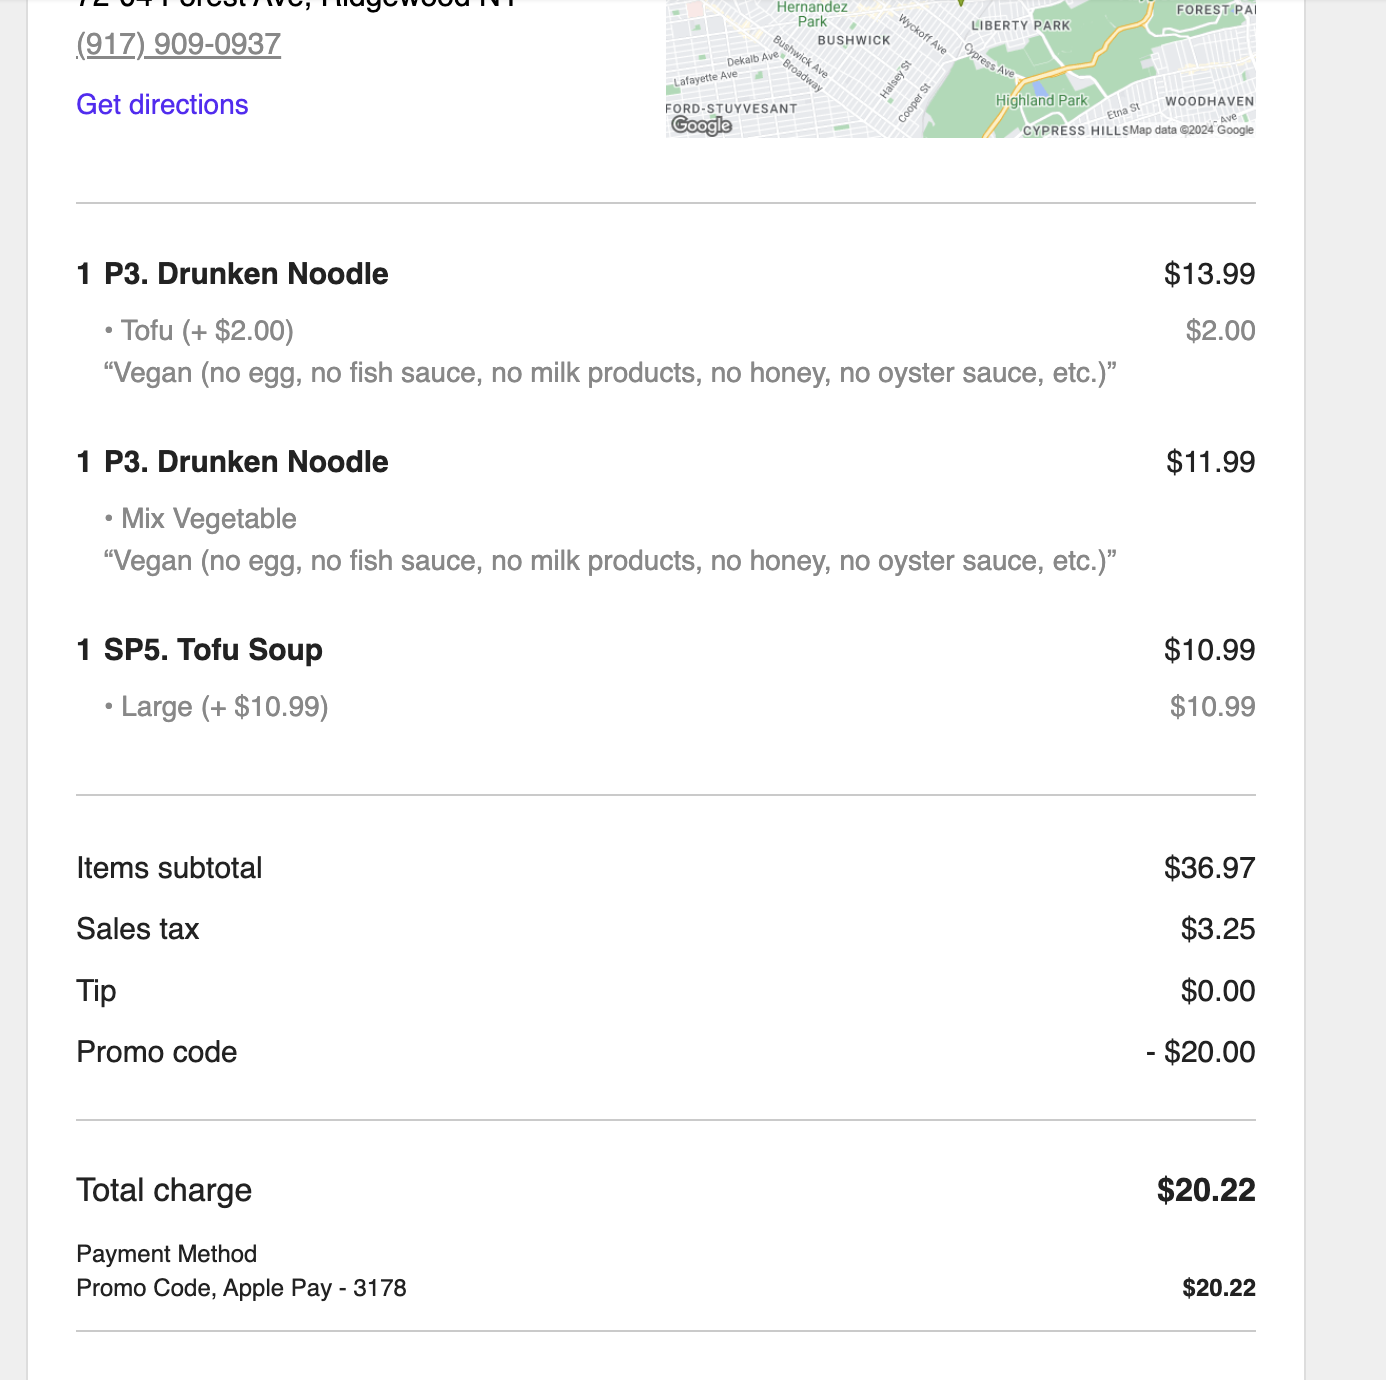 (917) 909-0937
Get directions
Hernandez
Park
BUSHWICK
Wyckoff Ave
LIBERTY PARK
FOREST PA
Bushwick Ave
Cypress Ave
Dekalb Ave
Broadway
Halsey St
Lafayette Ave
Cooper St
Highland Park
Etna St
WOODHAVEN
FORD-STUYVESANT
Ave
Google
CYPRESS HILLS
Map data ©2024 Google
1 P3. Drunken Noodle $13.99
• Tofu (+ $2.00) $2.00
“Vegan (no egg, no fish sauce, no milk products, no honey, no oyster sauce, etc.)”
1 P3. Drunken Noodle $11.99
• Mix Vegetable
“Vegan (no egg, no fish sauce, no milk products, no honey, no oyster sauce, etc.)”
1 SP5. Tofu Soup $10.99
• Large (+ $10.99) $10.99
Items subtotal $36.97
Sales tax $3.25
Tip $0.00
Promo code - $20.00
Total charge $20.22
Payment Method
Promo Code, Apple Pay - 3178 $20.22